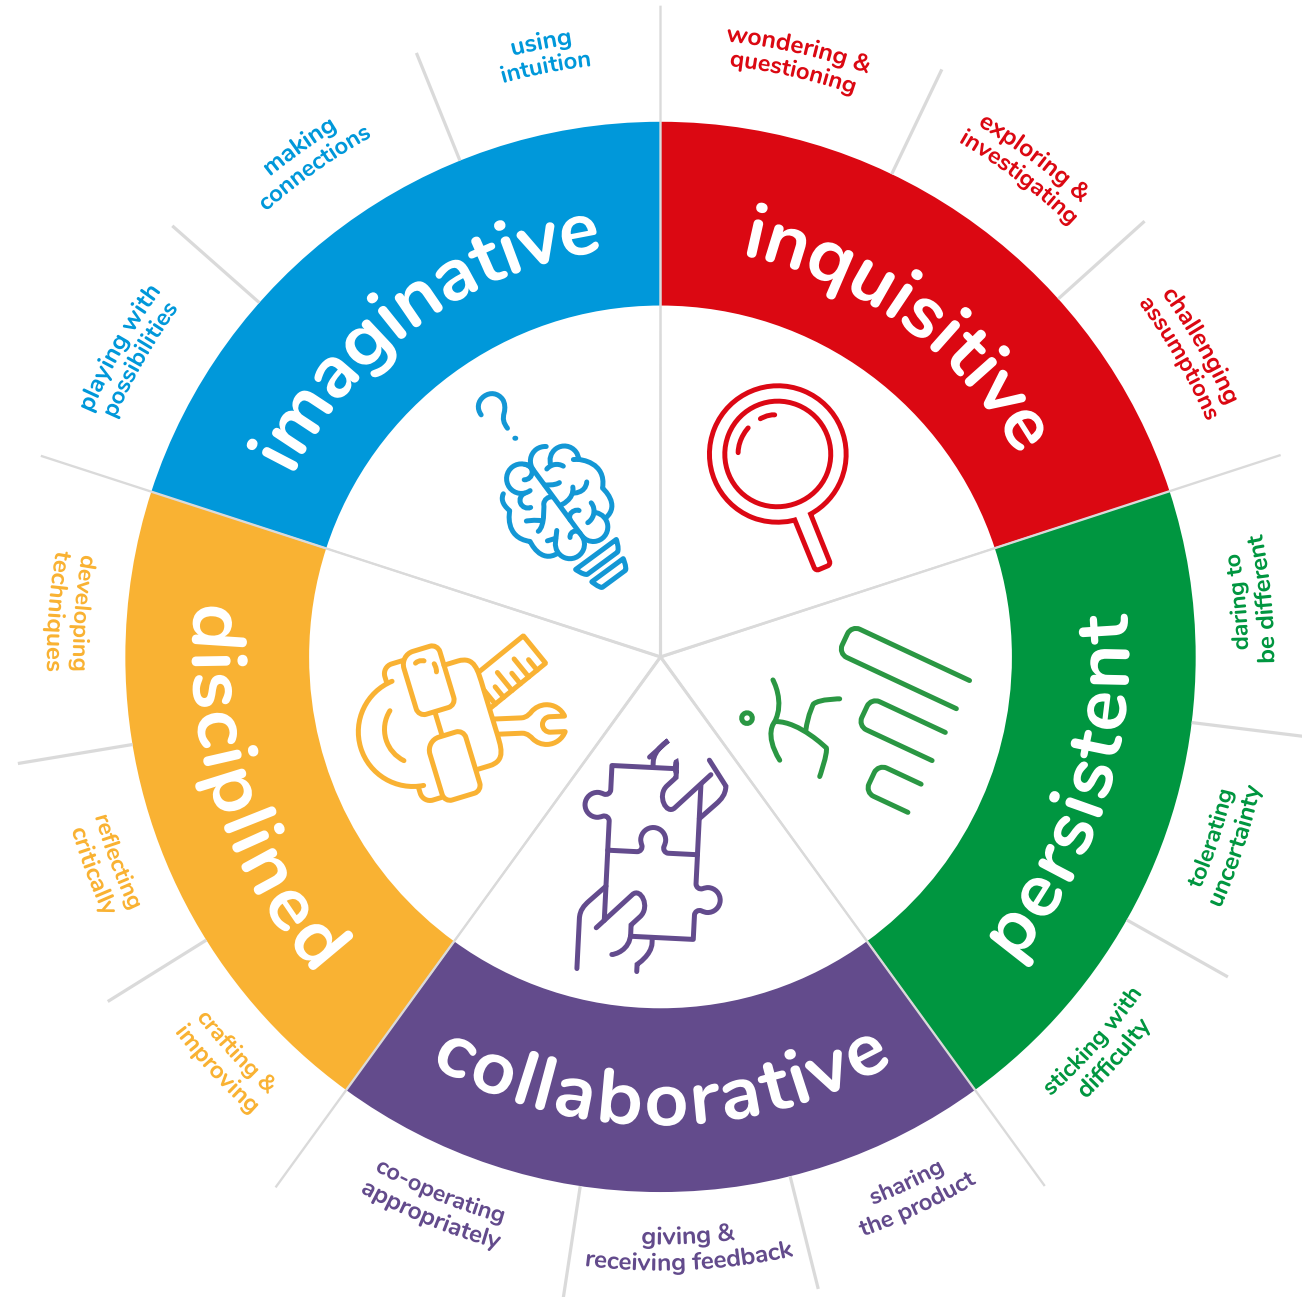 using
intuition
making
connections
playing with
possibilities
imaginative
wondering &
questioning
exploring &
investigating
challenging
assumptions
inquisitive
daring to
be different
tolerating
uncertainty
sticking with
difficulty
persistent
sharing
the product
giving &
receiving feedback
co-operating
appropriately
collaborative
crafting &
improving
reflecting
critically
developing
techniques
disciplined